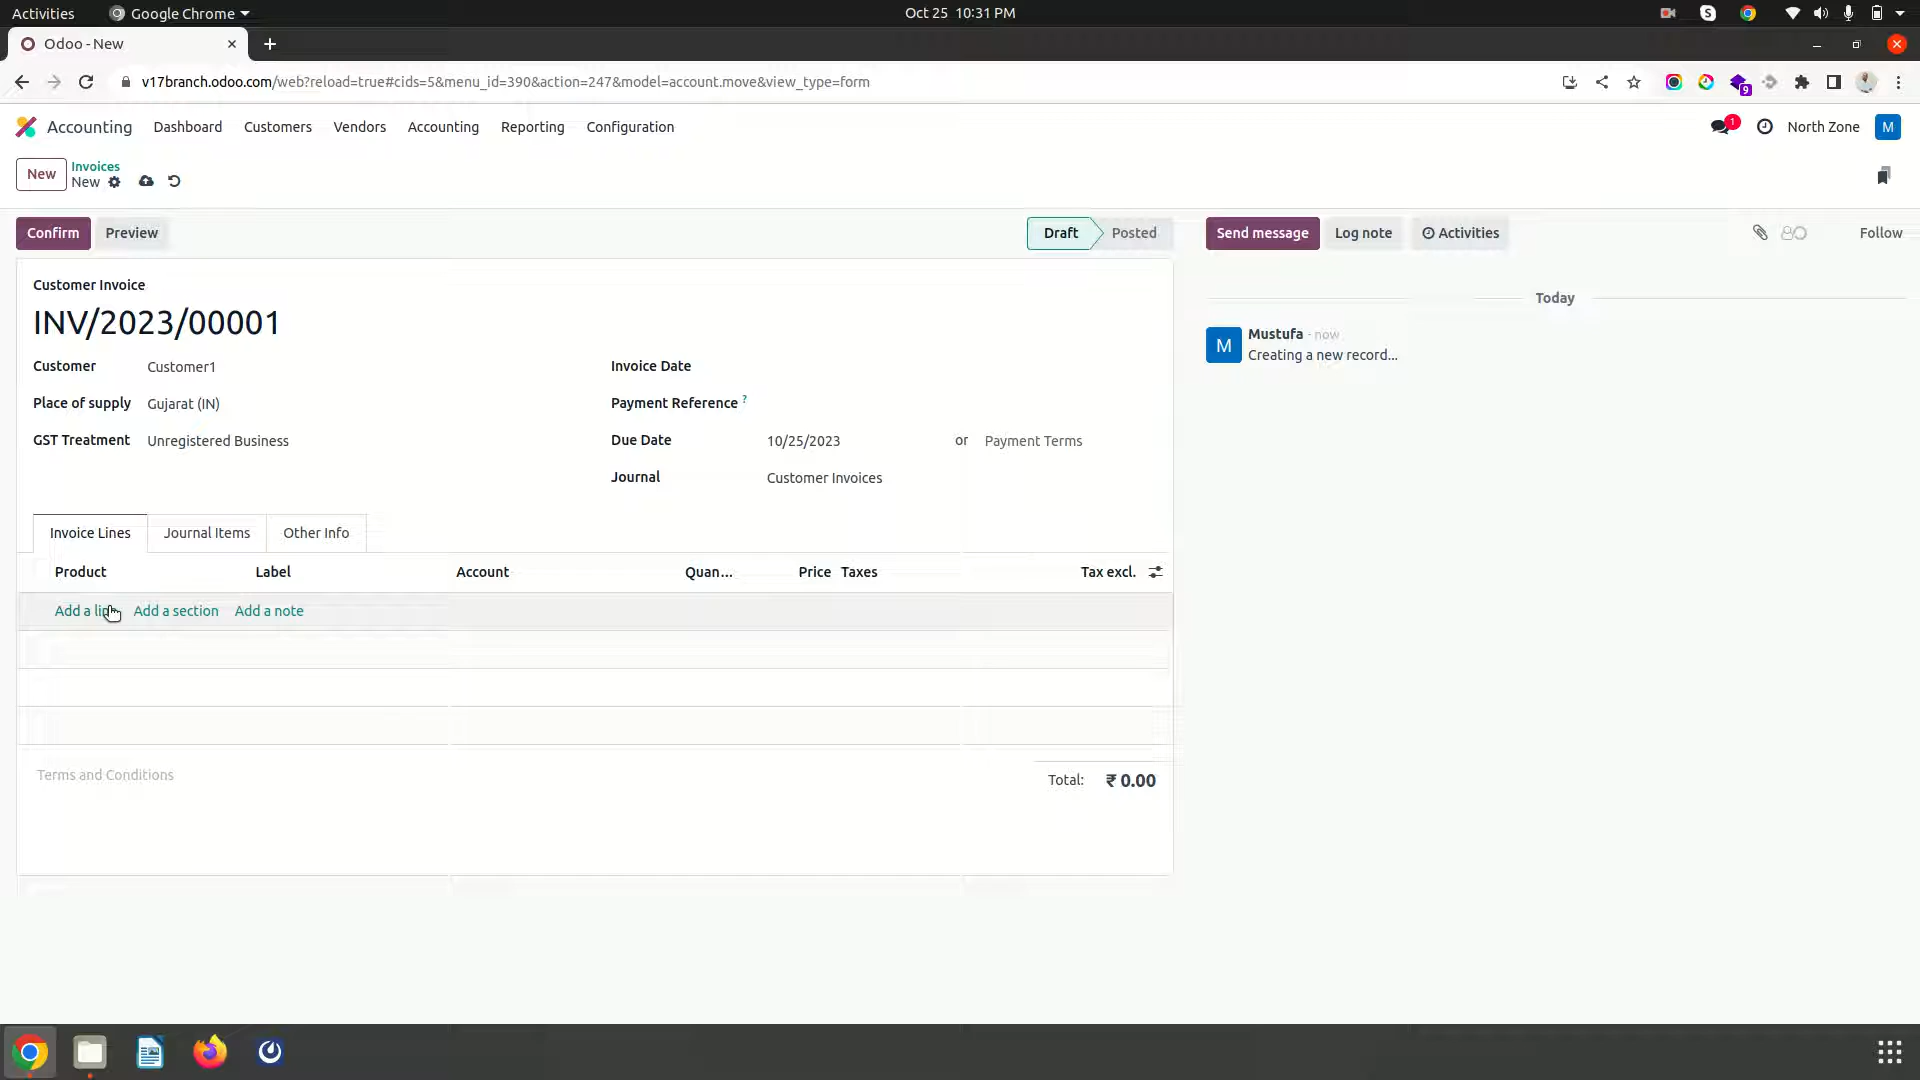 Activities Google Chrome Oct 25 10:31 PM
Odoo - New
v17branch.odoo.com/web?reload=true#cids=5&menu_id=390&action=247&model=account.move&view_type=form
9
Accounting Dashboard Customers Vendors Accounting Reporting Configuration 1 North Zone M
New Invoices
New
Confirm Preview Draft Posted Send message Log note Activities Follow
Customer Invoice
INV/2023/00001
Customer Customer1 Invoice Date
Place of supply Gujarat (IN) Payment Reference ?
GST Treatment Unregistered Business Due Date 10/25/2023 or Payment Terms
Journal Customer Invoices
Today
M Mustufa - now
Creating a new record...
Invoice Lines Journal Items Other Info
Product Label Account Quan... Price Taxes Tax excl.
Add a Add a section Add a note
Terms and Conditions
Total: ₹ 0.00